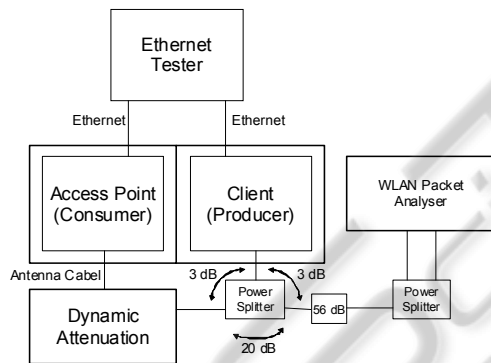 Ethernet
Tester
Ethernet
Ethernet
Access Point
(Consumer)
Client
(Producer)
WLAN Packet
Analyser
Antenna Cabel
3 dB
3 dB
Power
Splitter
56 dB
Power
Splitter
Dynamic
Attenuation
20 dB